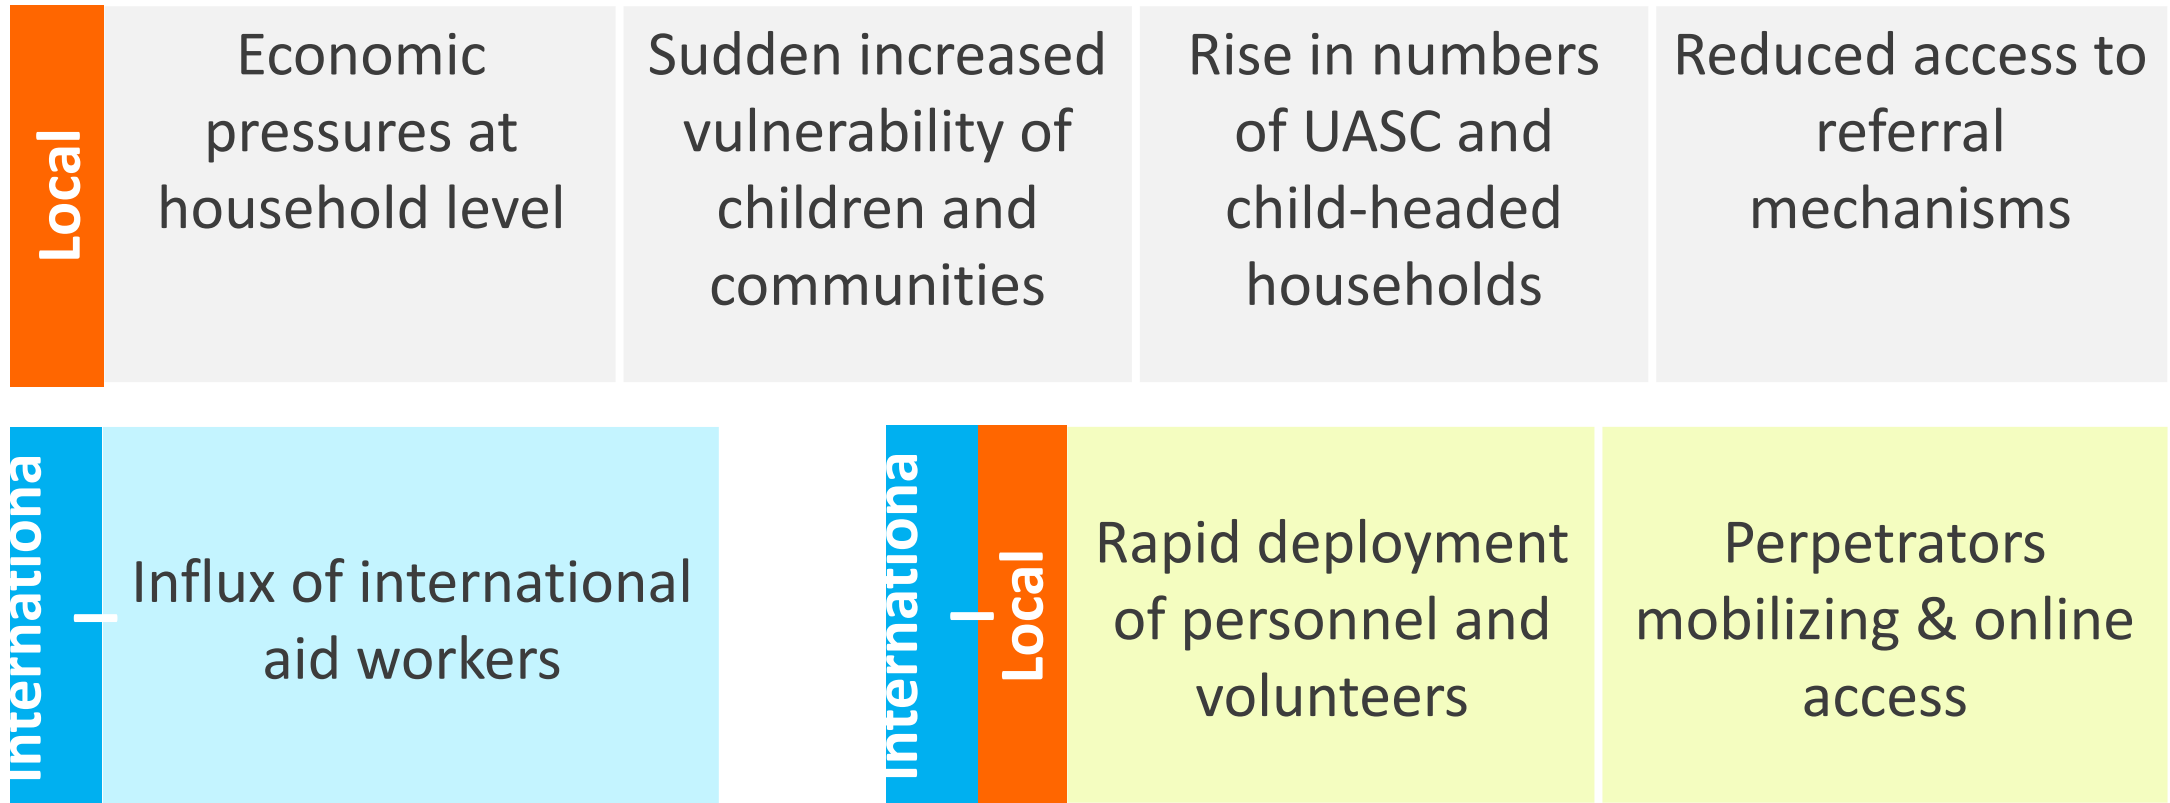 Local
Economic
pressures at
household level
Sudden increased
vulnerability of
children and
communities
Rise in numbers
of UASC and
child-headed
households
Reduced access to
referral
mechanisms
Internationa
l
Influx of international
aid workers
Internationa
l
Local
Rapid deployment
of personnel and
volunteers
Perpetrators
mobilizing & online
access